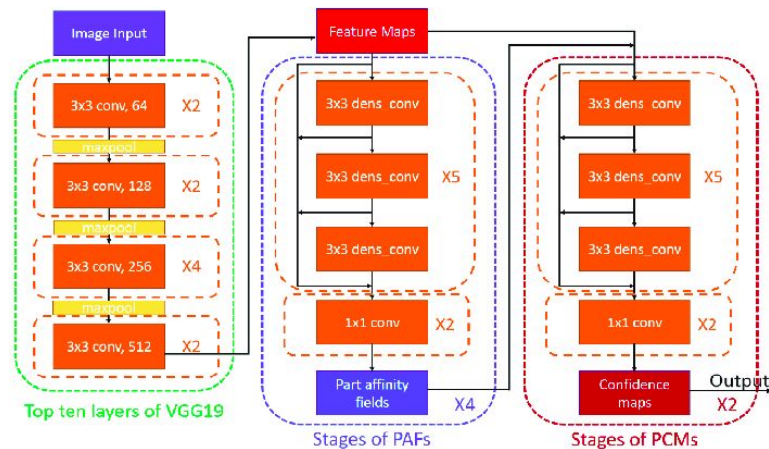 Image Input
3x3 conv, 64
X2
maxpool
3x3 conv, 128
X2
maxpool
3x3 conv, 256
X4
maxpool
3x3 conv, 512
X2
Top ten layers of VGG19
Feature Maps
3x3 dens_conv
3x3 dens_conv
X5
3x3 dens_conv
1x1 conv
X2
Part affinity
fields
X4
Stages of PAFs
3x3 dens_conv
3x3 dens_conv
X5
3x3 dens_conv
1x1 conv
X2
Confidence
maps
Output
X2
Stages of PCMs